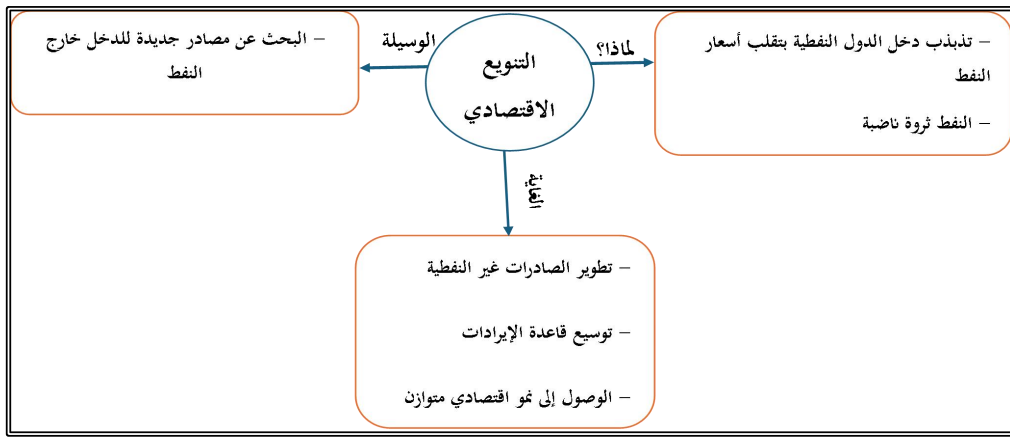 التنويع
الاقتصادي
لماذا؟
– تذبذب دخل الدول النفطية بتقلب أسعار
النفط
– النفط ثروة ناضبة
الوسيلة
– البحث عن مصادر جديدة للدخل خارج
النفط
الغاية
– تطوير الصادرات غير النفطية
– توسيع قاعدة الإيرادات
– الوصول إلى نمو اقتصادي متوازن